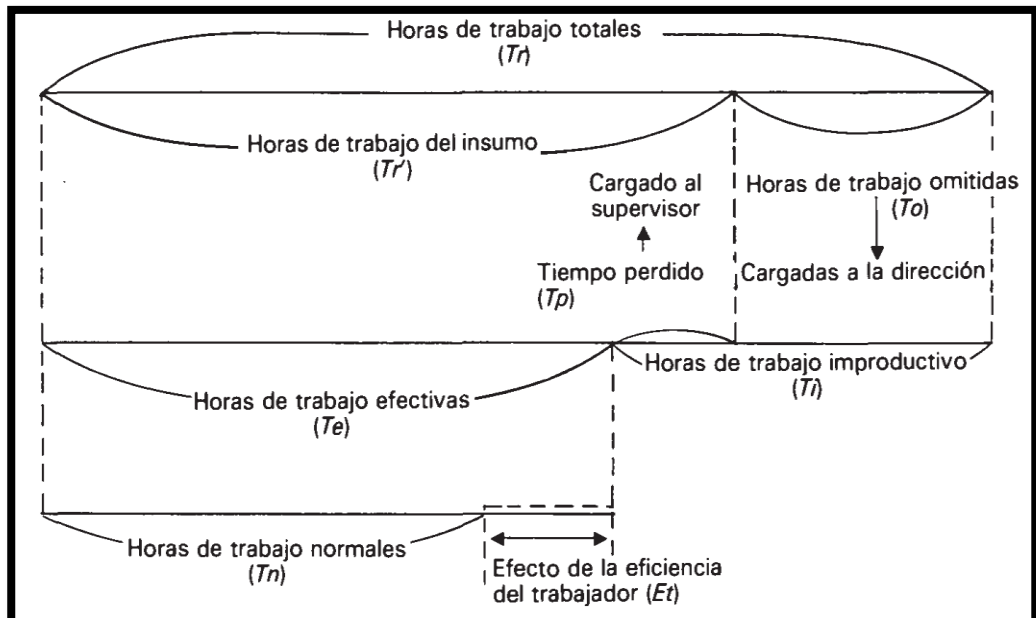 Horas de trabajo totales
(Tr)
Horas de trabajo del insumo
(Tr')
Cargado al
supervisor
Horas de trabajo omitidas
(To)
Tiempo perdido
(Tp)
Cargadas a la dirección
Horas de trabajo improductivo
(Ti)
Horas de trabajo efectivas
(Te)
Horas de trabajo normales
(Tn)
Efecto de la eficiencia
del trabajador (Et)